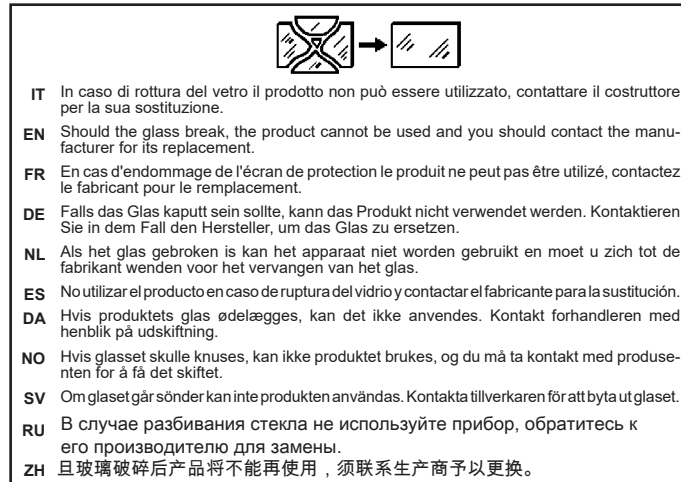 IT In caso di rottura del vetro il prodotto non può essere utilizzato, contattare il costruttore
per la sua sostituzione.
EN Should the glass break, the product cannot be used and you should contact the manu-
facturer for its replacement.
FR En cas d'endommage de l'écran de protection le produit ne peut pas être utilizé, contactez
le fabricant pour le remplacement.
DE Falls das Glas kaputt sein sollte, kann das Produkt nicht verwendet werden. Kontaktieren
Sie in dem Fall den Hersteller, um das Glas zu ersetzen.
NL Als het glas gebroken is kan het apparaat niet worden gebruikt en moet u zich tot de
fabrikant wenden voor het vervangen van het glas.
ES No utilizar el producto en caso de ruptura del vidrio y contactar el fabricante para la sustitución.
DA Hvis produktets glas ødelægges, kan det ikke anvendes. Kontakt forhandleren med
henblik på udskiftning.
NO Hvis glasset skulle knuses, kan ikke produktet brukes, og du må ta kontakt med produse-
nten for å få det skiftet.
SV Om glaset går sönder kan inte produkten användas. Kontakta tillverkaren för att byta ut glaset.
RU В случае разбивания стекла не используйте прибор, обратитесь к
его производителю для замены.
ZH 旦玻璃破碎后产品将不能再使用，须联系生产商予以更换。